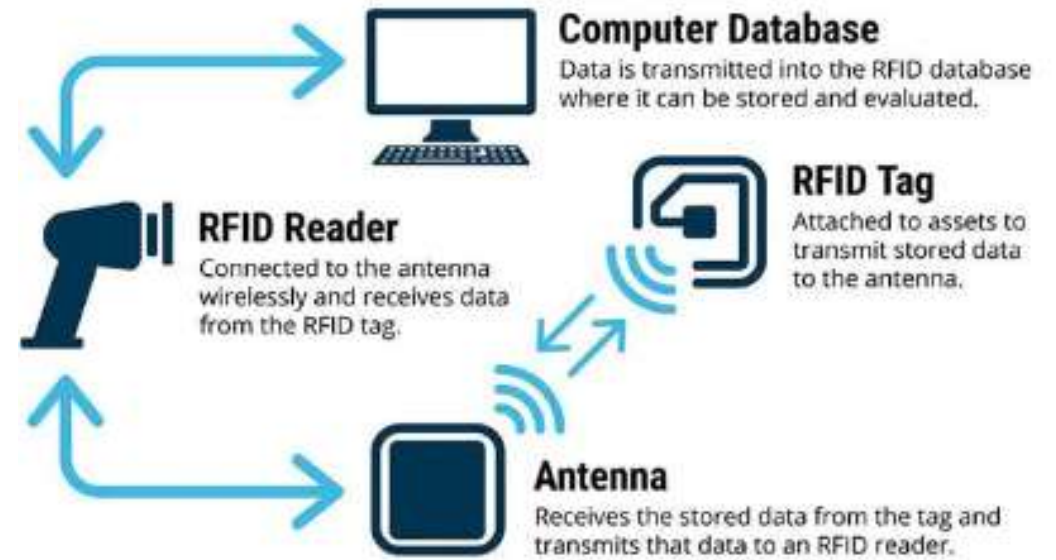 Computer Database
Data is transmitted into the RFID database
where it can be stored and evaluated.
RFID Tag
Attached to assets to
transmit stored data
to the antenna.
RFID Reader
Connected to the antenna
wirelessly and receives data
from the RFID tag.
Antenna
Receives the stored data from the tag and
transmits that data to an RFID reader.